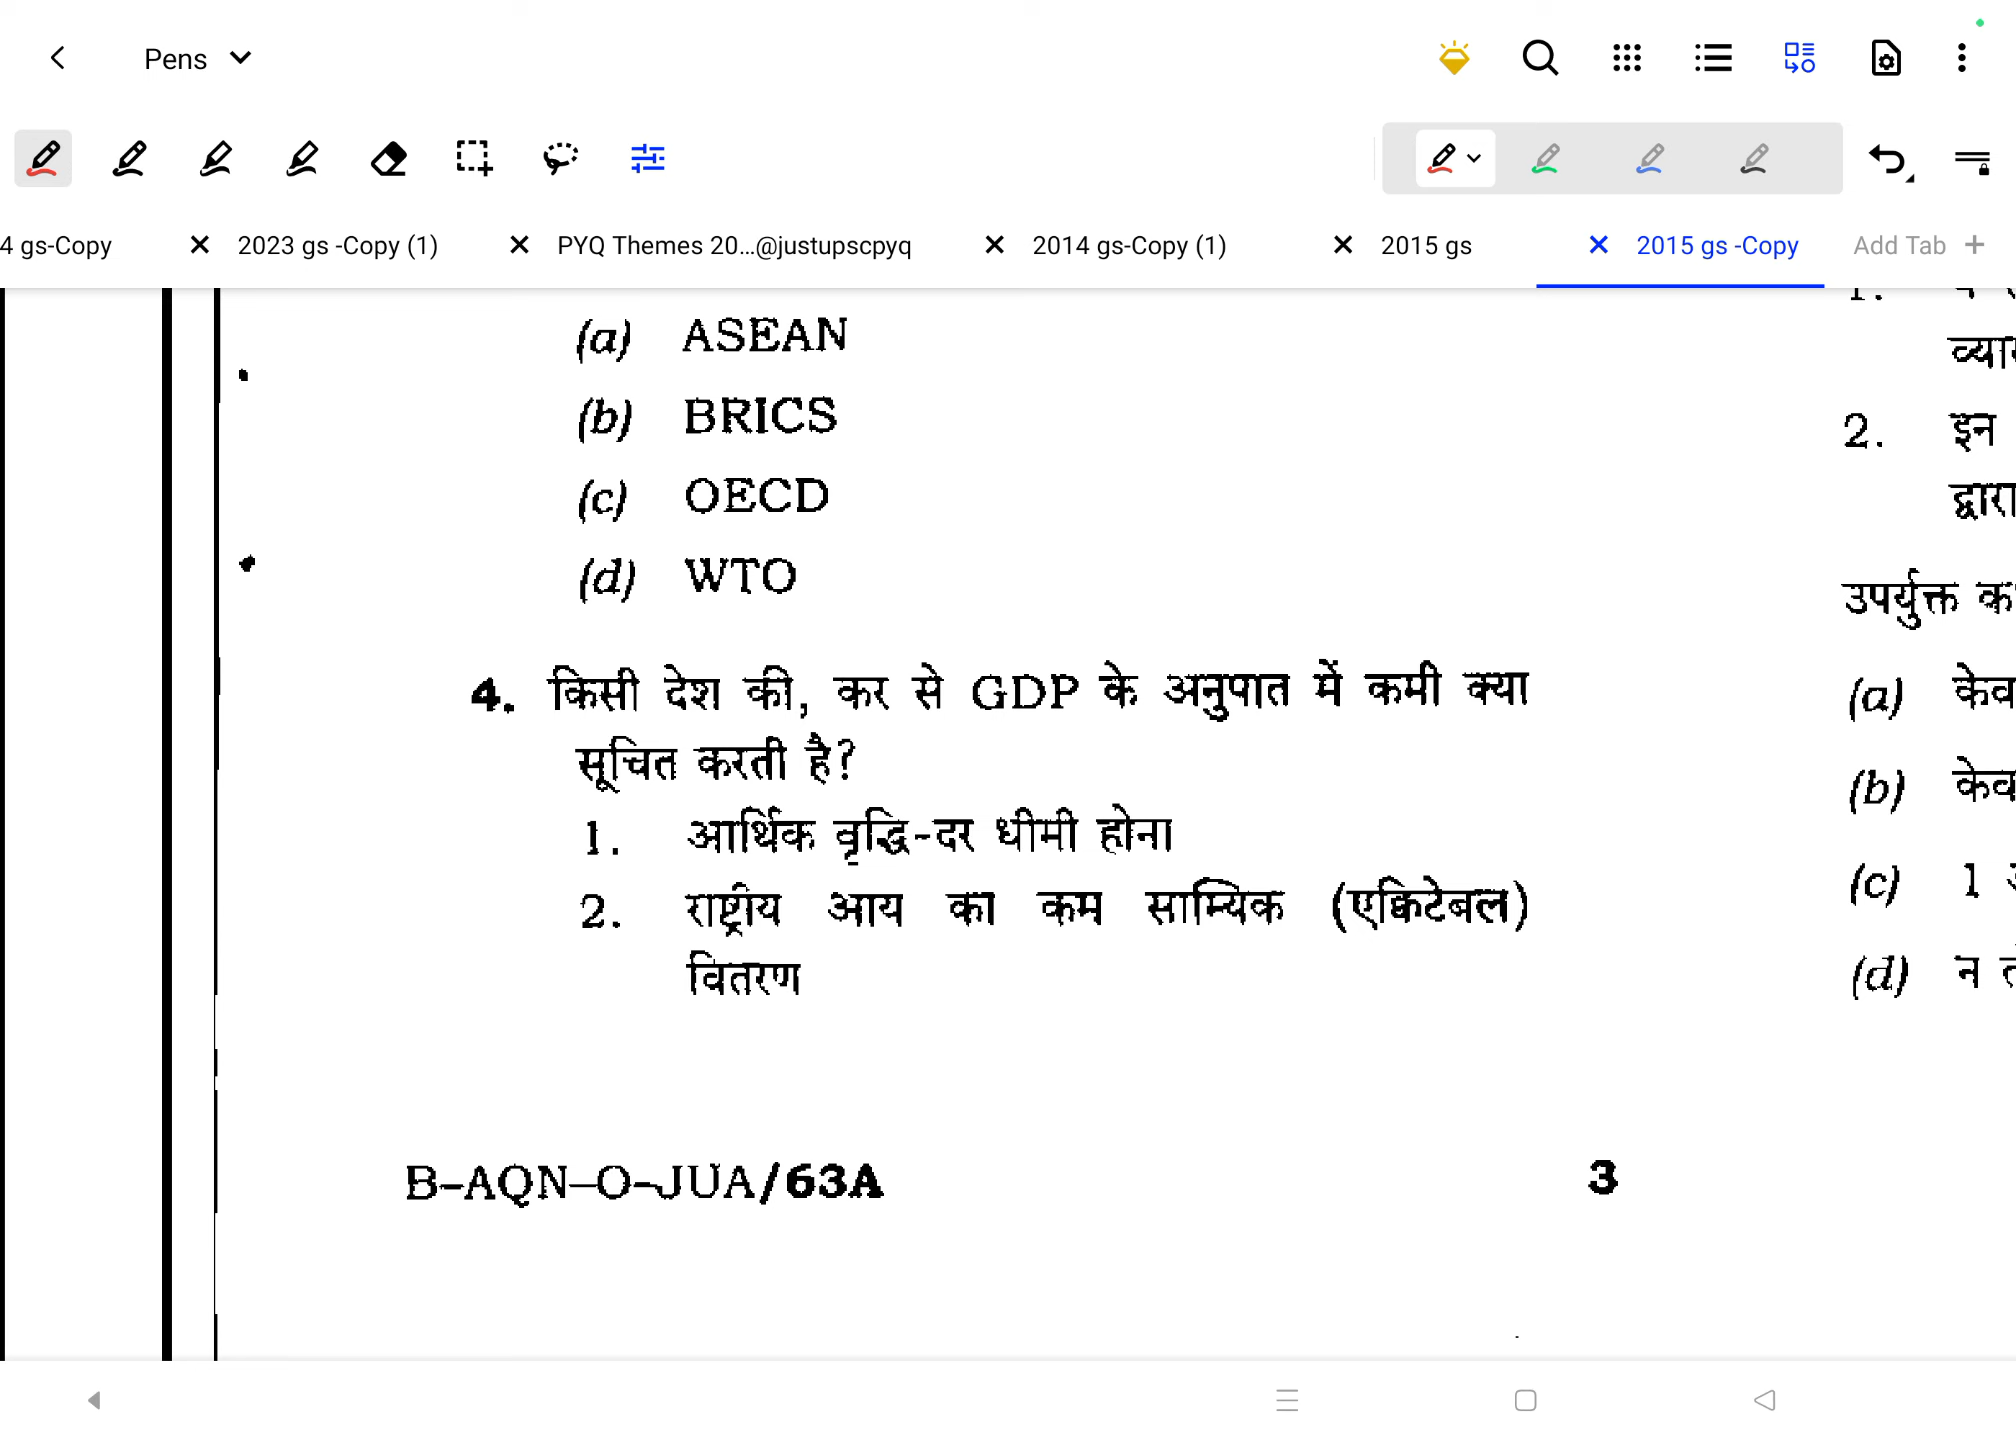 Pens
4 gs-Copy
2023 gs -Copy (1)
PYQ Themes 20...@justupscpyq
2014 gs-Copy (1)
2015 gs
2015 gs -Copy
Add Tab +
(a) ASEAN
(b) BRICS
(c) OECD
(d) WTO
4. किसी देश की, कर से GDP के अनुपात में कमी क्या
सूचित करती है?
1. आर्थिक वृद्धि-दर धीमी होना
2. राष्ट्रीय आय का कम साम्यिक (एक्विटेबल)
वितरण
B-AQN-O-JUA/63A
3
1.
2. इन
द्वारा
उपर्युक्त
(a)
(b)
(c) 1
(d) न